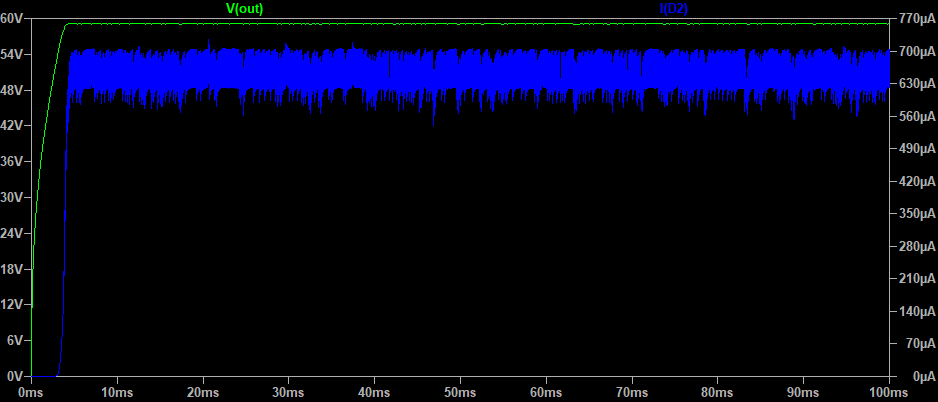 V(out) I(D2)
60V 770µA
54V 700µA
48V 630µA
42V 560µA
36V 490µA
30V 420µA
24V 350µA
18V 280µA
12V 210µA
6V 140µA
0V 70µA
0µA
0ms 10ms 20ms 30ms 40ms 50ms 60ms 70ms 80ms 90ms 100ms